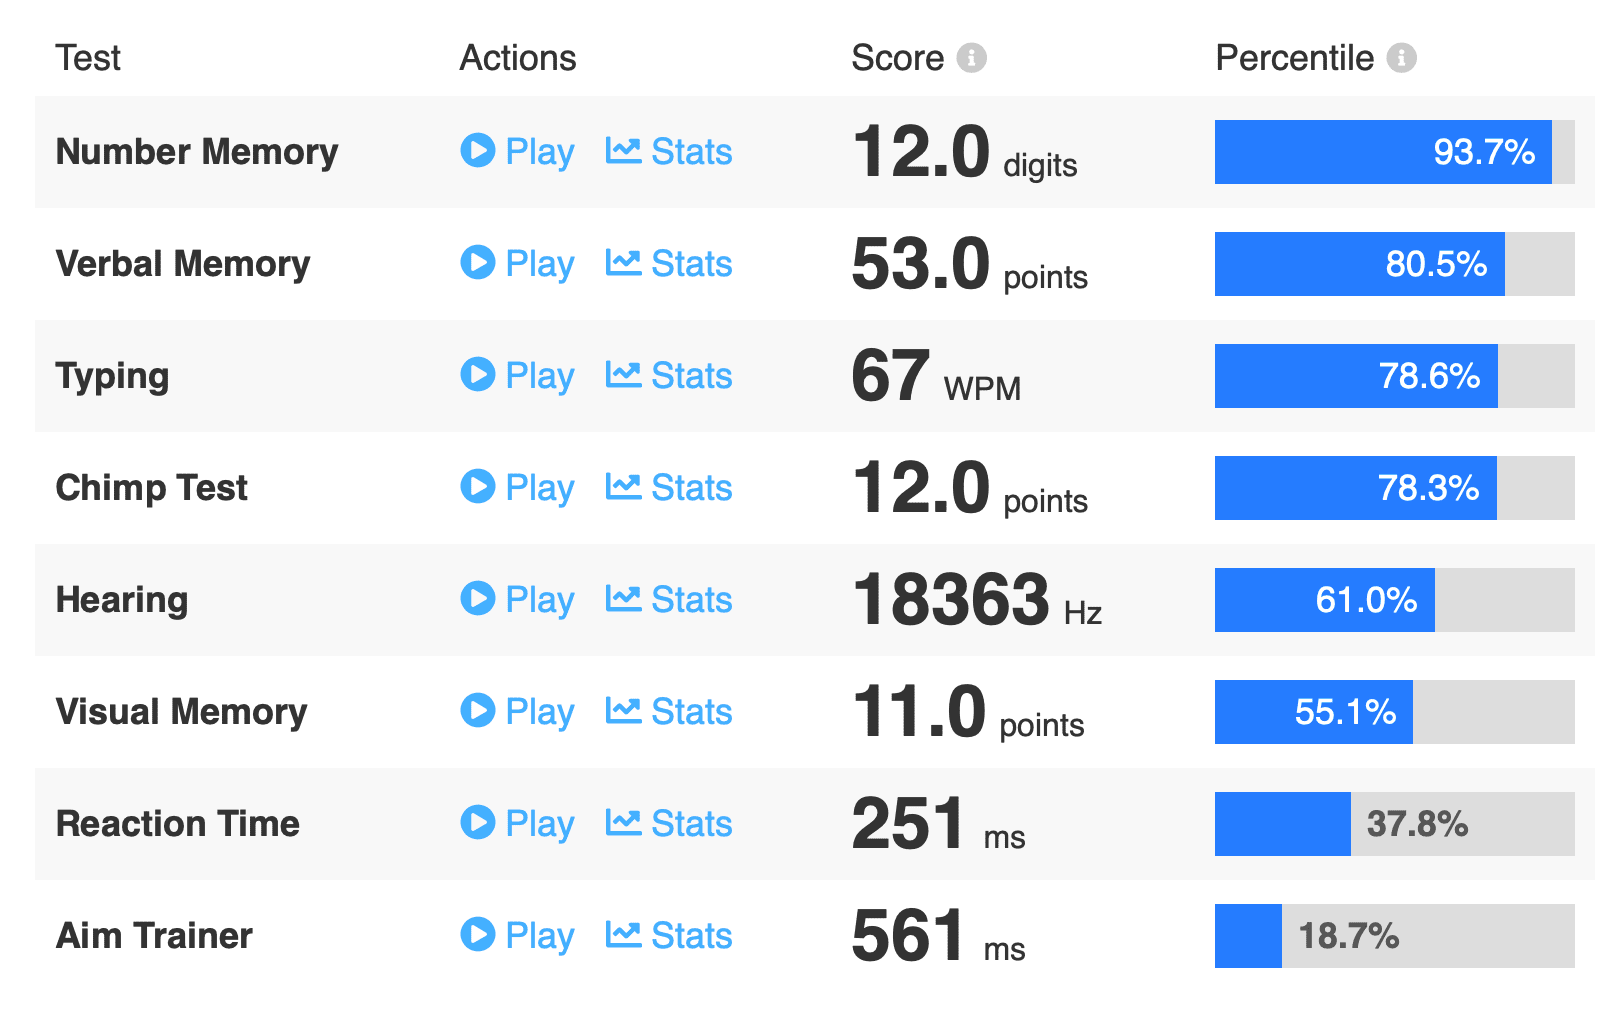 Test Actions Score Percentile
Number Memory Play Stats 12.0 digits 93.7%
Verbal Memory Play Stats 53.0 points 80.5%
Typing Play Stats 67 WPM 78.6%
Chimp Test Play Stats 12.0 points 78.3%
Hearing Play Stats 18363 Hz 61.0%
Visual Memory Play Stats 11.0 points 55.1%
Reaction Time Play Stats 251 ms 37.8%
Aim Trainer Play Stats 561 ms 18.7%